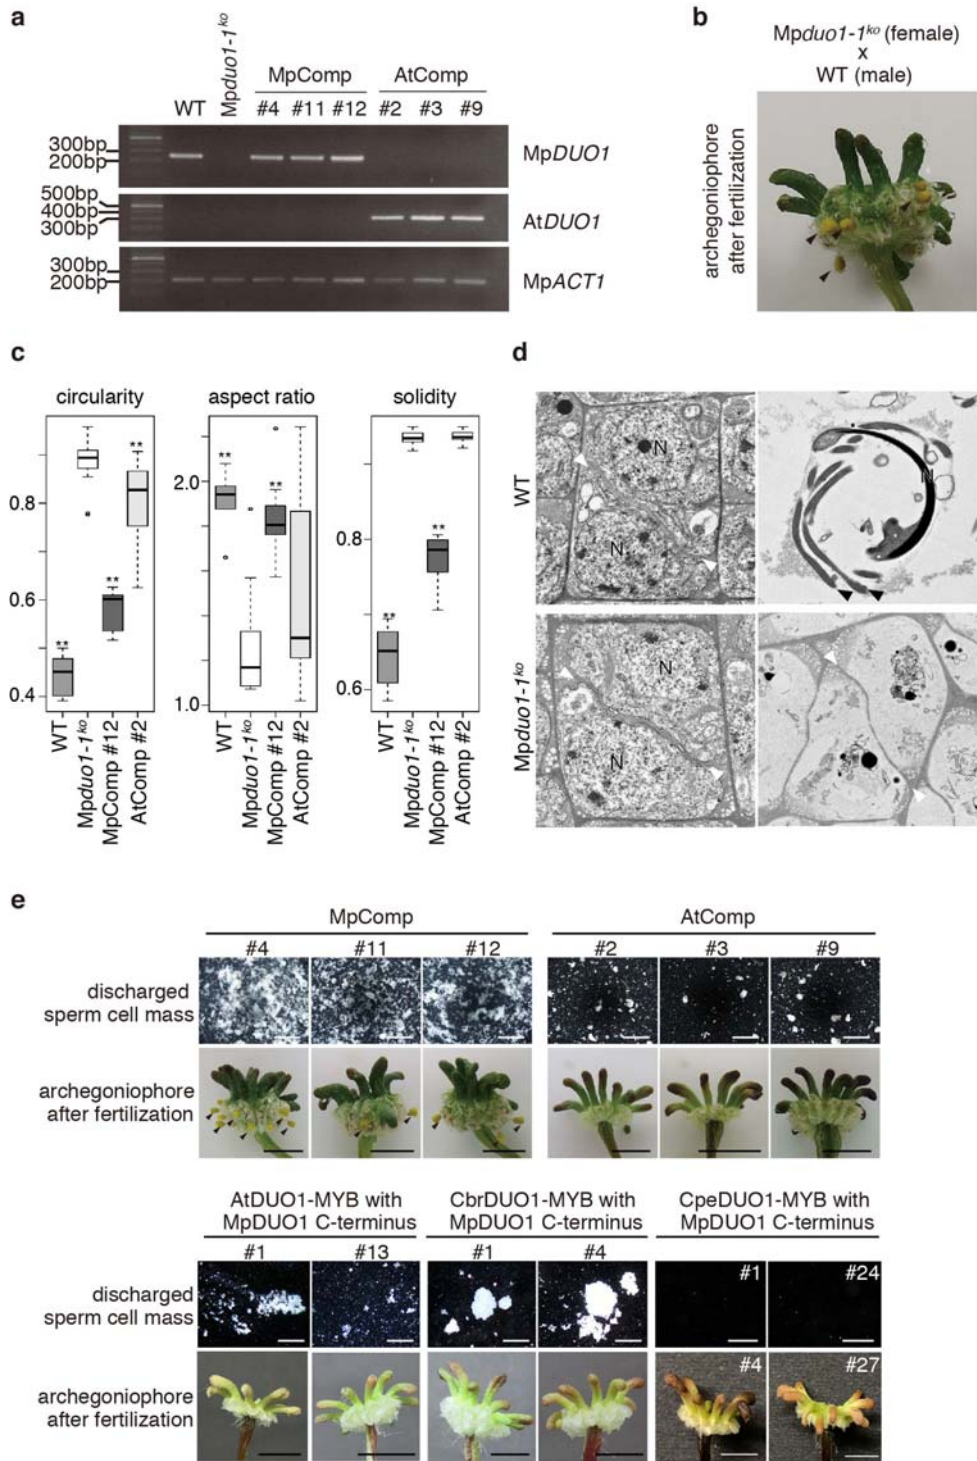 a
WT
Mpduo1-1ko
MpComp
#4 #11 #12
AtComp
#2 #3 #9
300bp
200bp
MpDUO1
500bp
400bp
300bp
AtDUO1
300bp
200bp
MpACT1
b
Mpduo1-1ko (female)
x
WT (male)
archegoniophore
after fertilization
c
circularity
0.8
0.6
0.4
**
**
**
WT
Mpduo1-1ko
MpComp #12
AtComp #2
aspect ratio
2.0
1.0
**
**
WT
Mpduo1-1ko
MpComp #12
AtComp #2
solidity
0.8
0.6
**
**
WT
Mpduo1-1ko
MpComp #12
AtComp #2
d
WT
N
N
N
Mpduo1-1ko
N
N
e
MpComp
AtComp
#4 #11 #12
#2 #3 #9
discharged
sperm cell mass
archegoniophore
after fertilization
AtDUO1-MYB with
MpDUO1 C-terminus
CbrDUO1-MYB with
MpDUO1 C-terminus
CpeDUO1-MYB with
MpDUO1 C-terminus
#1 #13
#1 #4
#1 #24
discharged
sperm cell mass
#4 #27
archegoniophore
after fertilization